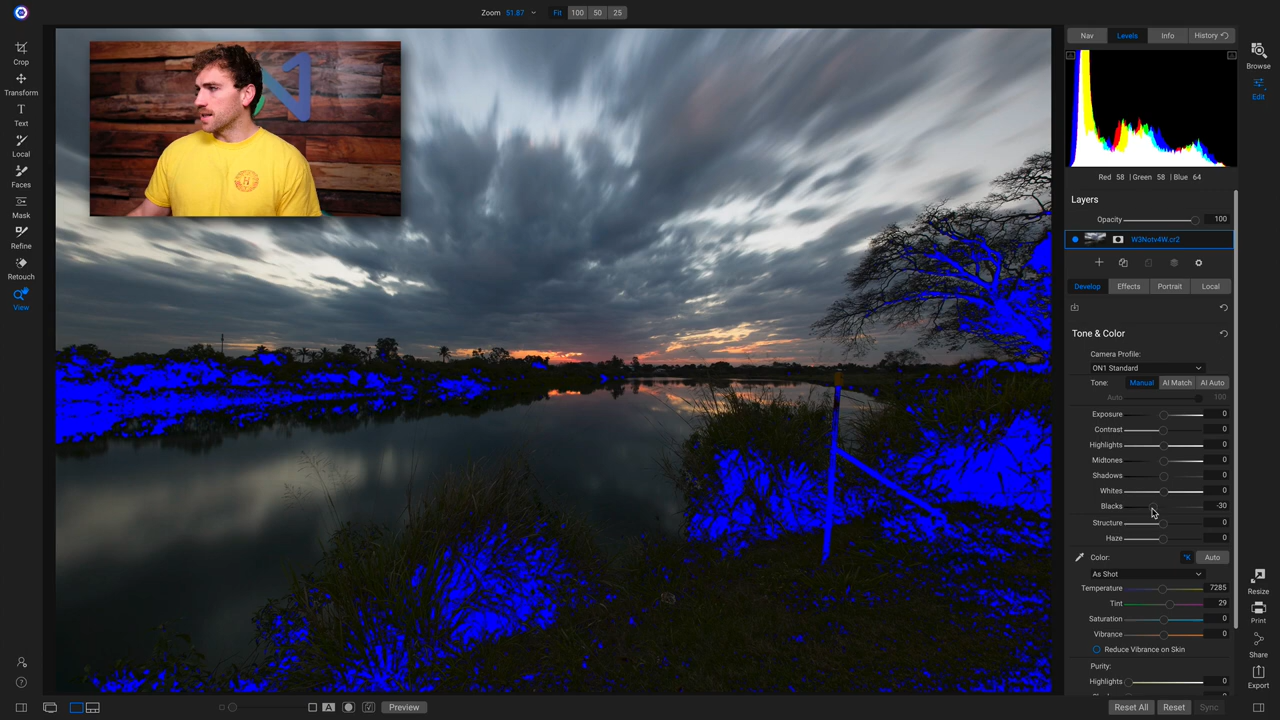 Zoom 51.87 Fit 100 50 25
Crop
Transform
Text
Local
Faces
Mask
Refine
Retouch
View
Nav Levels Info History
Red 58 | Green 58 | Blue 64
Layers
Opacity 100
W3Notv4W.cr2
Develop Effects Portrait Local
Tone & Color
Camera Profile:
ON1 Standard
Tone: Manual AI Match AI Auto
Auto 100
Exposure 0
Contrast 0
Highlights 0
Midtones 0
Shadows 0
Whites 0
Blacks -30
Structure 0
Haze 0
Color: °K Auto
As Shot
Temperature 7285
Tint 29
Saturation 0
Vibrance 0
Reduce Vibrance on Skin
Purity:
Highlights 0
Browse
Edit
Resize
Print
Share
Export
A Preview
Reset All Reset Sync